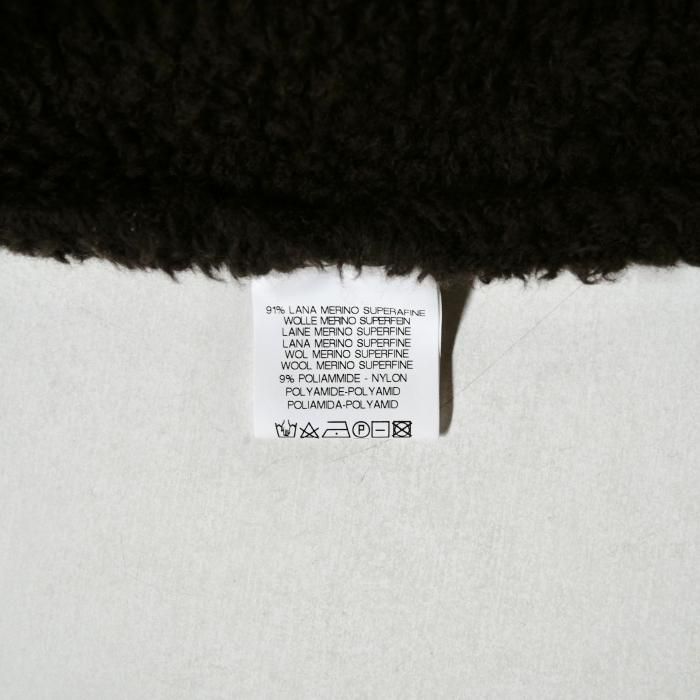 91% LANA MERINO SUPERAFINE
WOLLE MERINO SUPERFEIN
LAINE MERINO SUPERFINE
LANA MERINO SUPERFINE
WOL MERINO SUPERFINE
WOOL MERINO SUPERFINE
9% POLIAMMIDE - NYLON
POLYAMIDE-POLYAMID
POLIAMIDA-POLYAMID
P